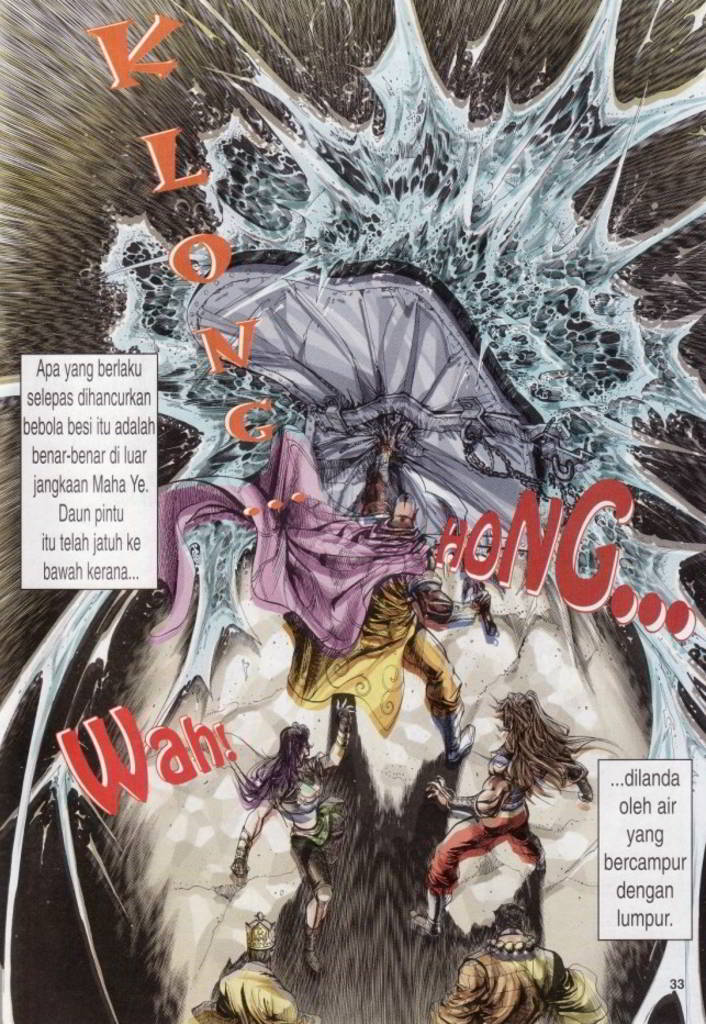 KLONG...
Apa yang berlaku
selepas dihancurkan
bebola besi itu adalah
benar-benar di luar
jangkaan Maha Ye.
Daun pintu
itu telah jatuh ke
bawah kerana...
HONG...
Wah!
...dilanda
oleh air
yang
bercampur
dengan
lumpur.
33